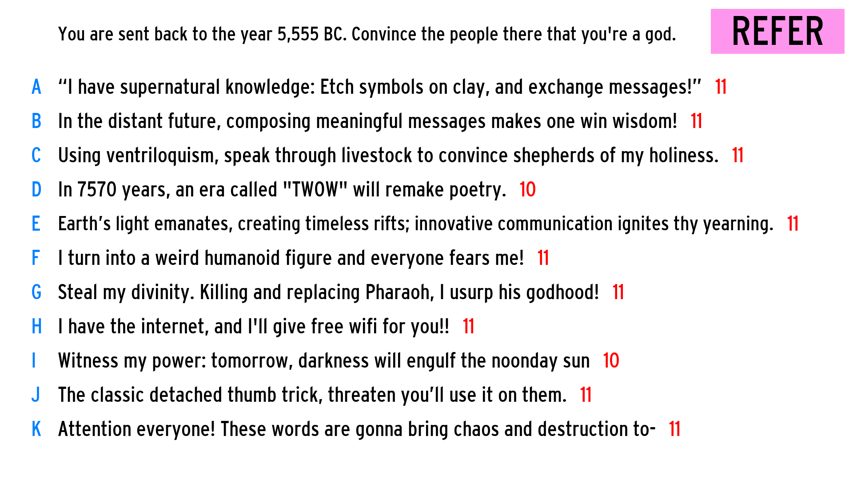 You are sent back to the year 5,555 BC. Convince the people there that you're a god.
REFER
A “I have supernatural knowledge: Etch symbols on clay, and exchange messages!” 11
B In the distant future, composing meaningful messages makes one win wisdom! 11
C Using ventriloquism, speak through livestock to convince shepherds of my holiness. 11
D In 7570 years, an era called "TWOW" will remake poetry. 10
E Earth’s light emanates, creating timeless rifts; innovative communication ignites thy yearning. 11
F I turn into a weird humanoid figure and everyone fears me! 11
G Steal my divinity. Killing and replacing Pharaoh, I usurp his godhood! 11
H I have the internet, and I'll give free wifi for you!! 11
I Witness my power: tomorrow, darkness will engulf the noonday sun 10
J The classic detached thumb trick, threaten you’ll use it on them. 11
K Attention everyone! These words are gonna bring chaos and destruction to- 11